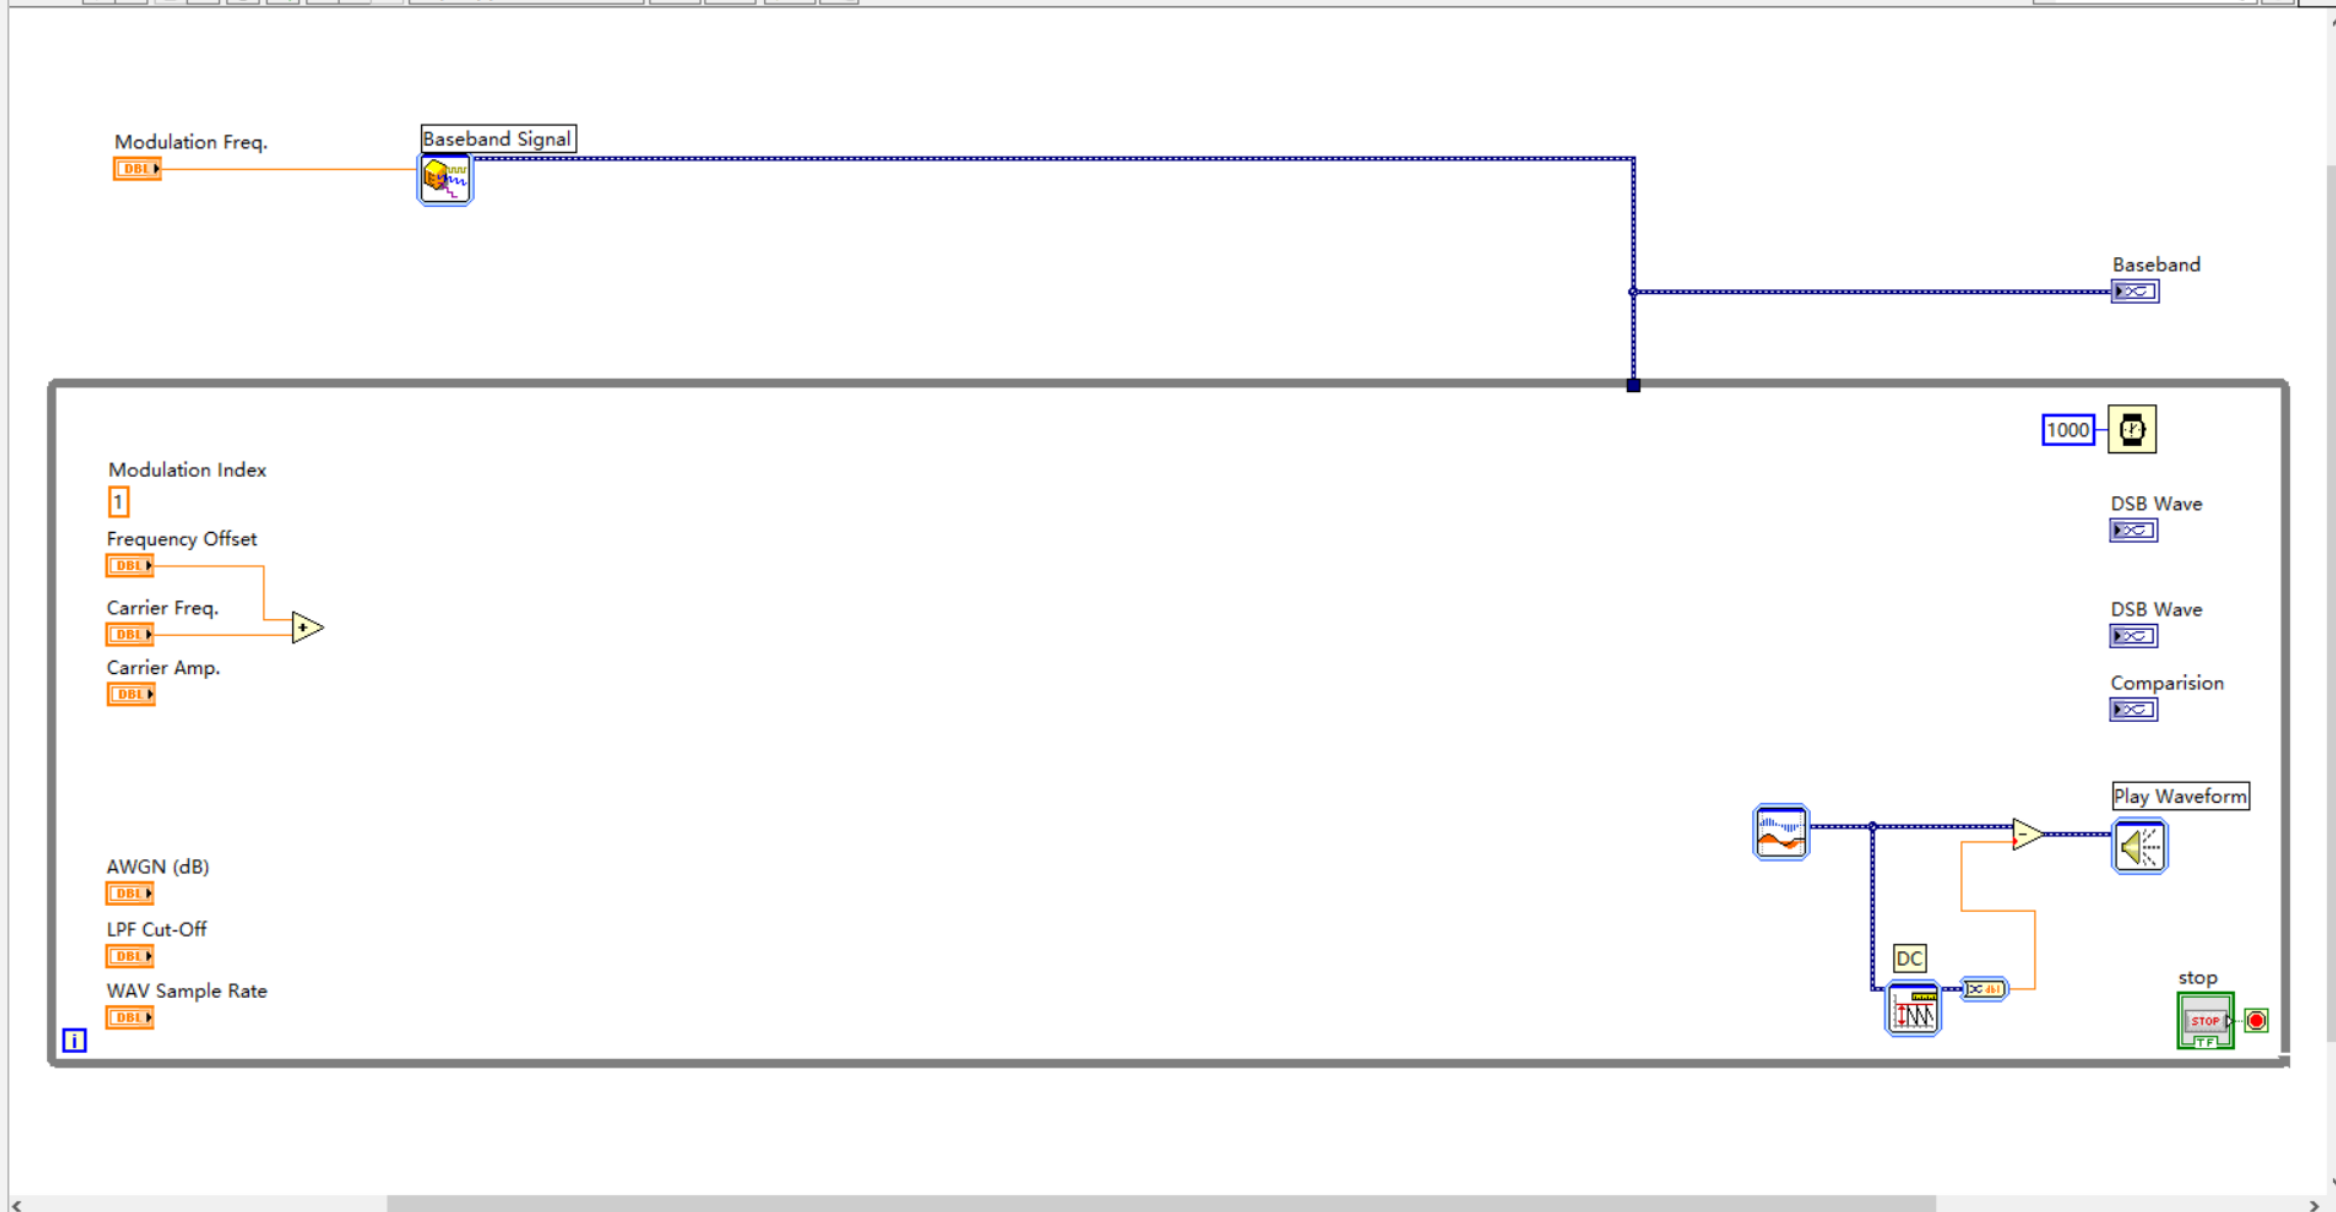 Modulation Freq.
DBL
Baseband Signal
Baseband
1000
Modulation Index
1
DSB Wave
Frequency Offset
DBL
Carrier Freq.
DBL
DSB Wave
Carrier Amp.
DBL
Comparision
Play Waveform
AWGN (dB)
DBL
LPF Cut-Off
DBL
DC
WAV Sample Rate
DBL
dbl
stop
STOP
TF
i